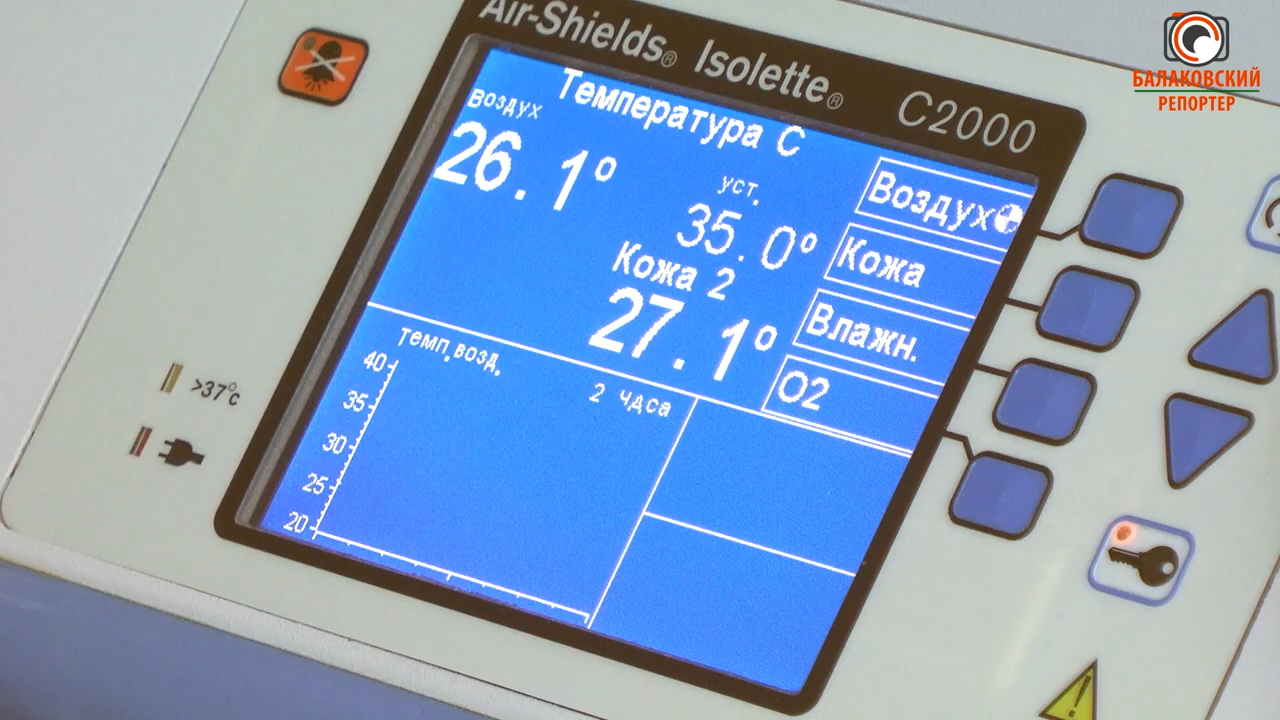 Air-Shields® Isolette® C2000
БАЛАКОВСКИЙ
РЕПОРТЕР
Температура С
Воздух
26.1°
уст.
35.0°
Кожа 2
27.1°
Воздух
Кожа
Влажн.
O2
темп.возд.
2 чдса
40
35
30
25
20
>37°c